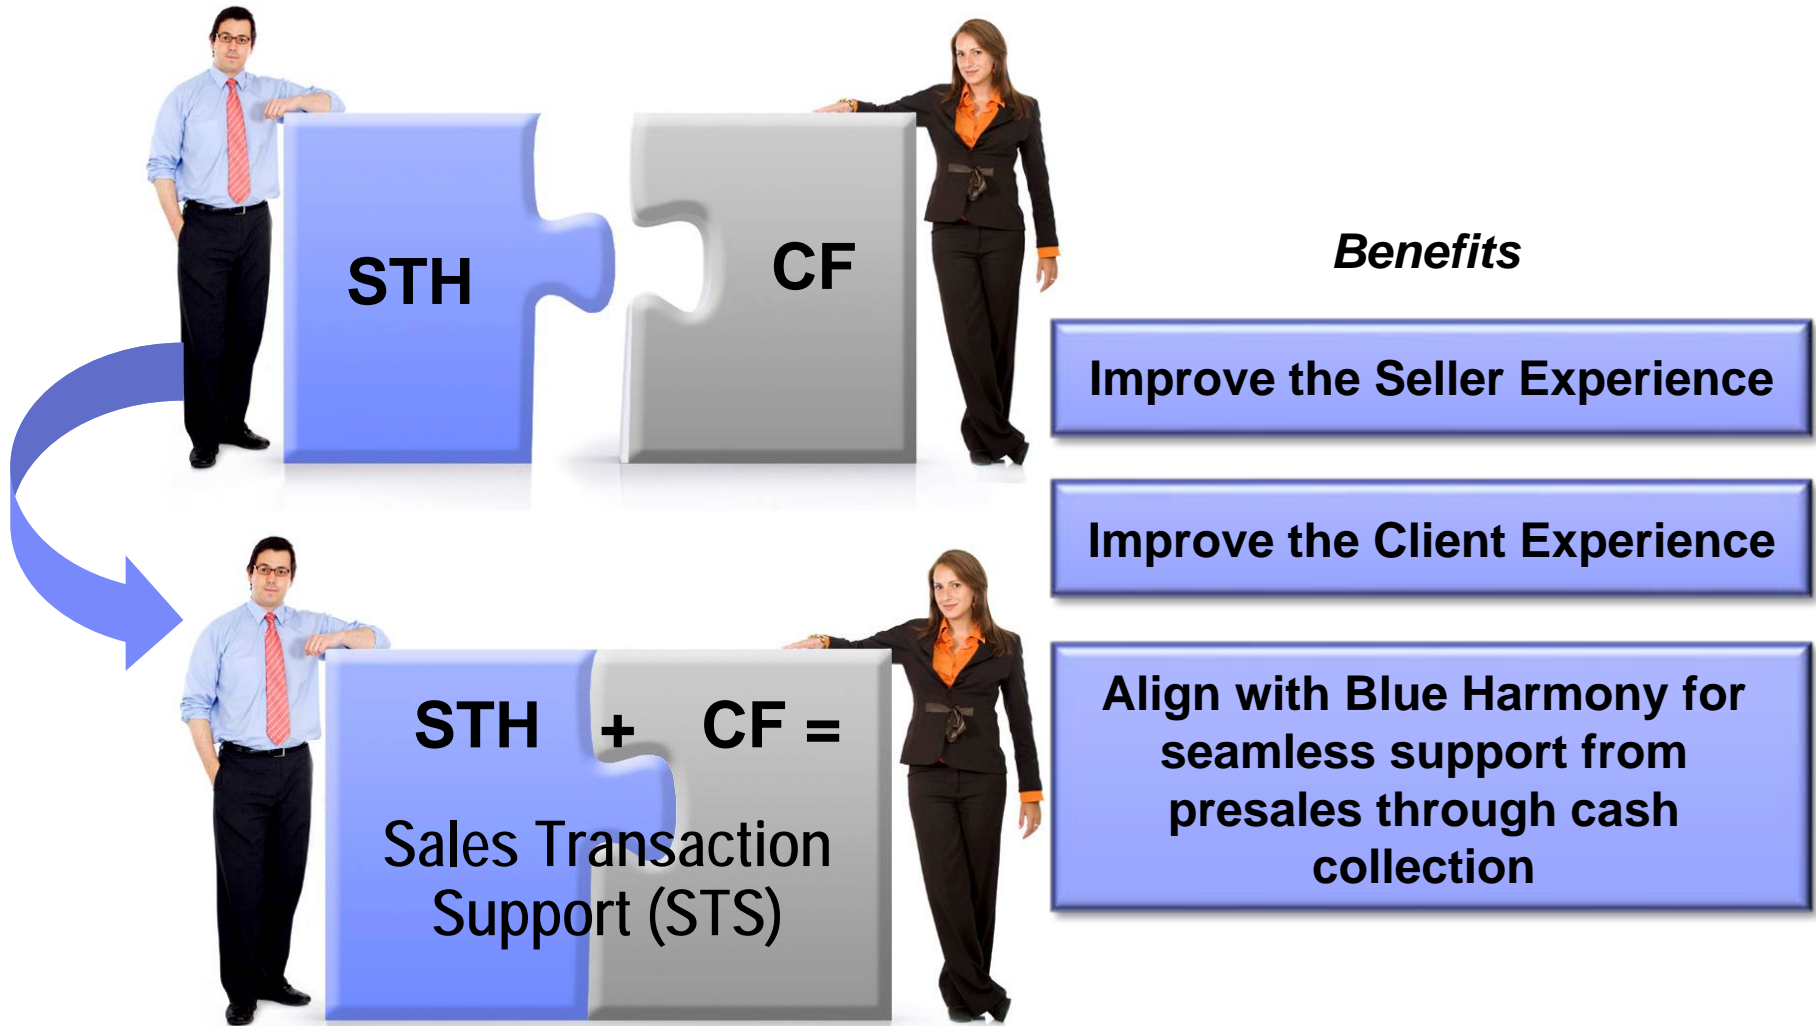 STH
CF
Benefits
Improve the Seller Experience
Improve the Client Experience
STH + CF =
Sales Transaction
Support (STS)
Align with Blue Harmony for
seamless support from
presales through cash
collection